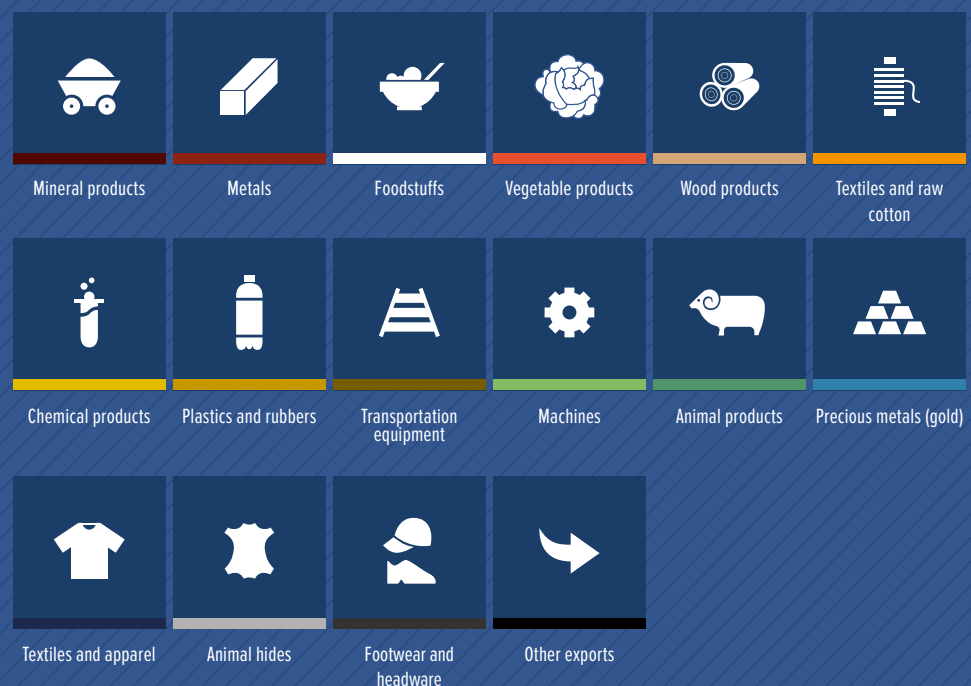 Mineral products
Metals
Foodstuffs
Vegetable products
Wood products
Textiles and raw
cotton
Chemical products
Plastics and rubbers
Transportation
equipment
Machines
Animal products
Precious metals (gold)
Textiles and apparel
Animal hides
Footwear and
headware
Other exports